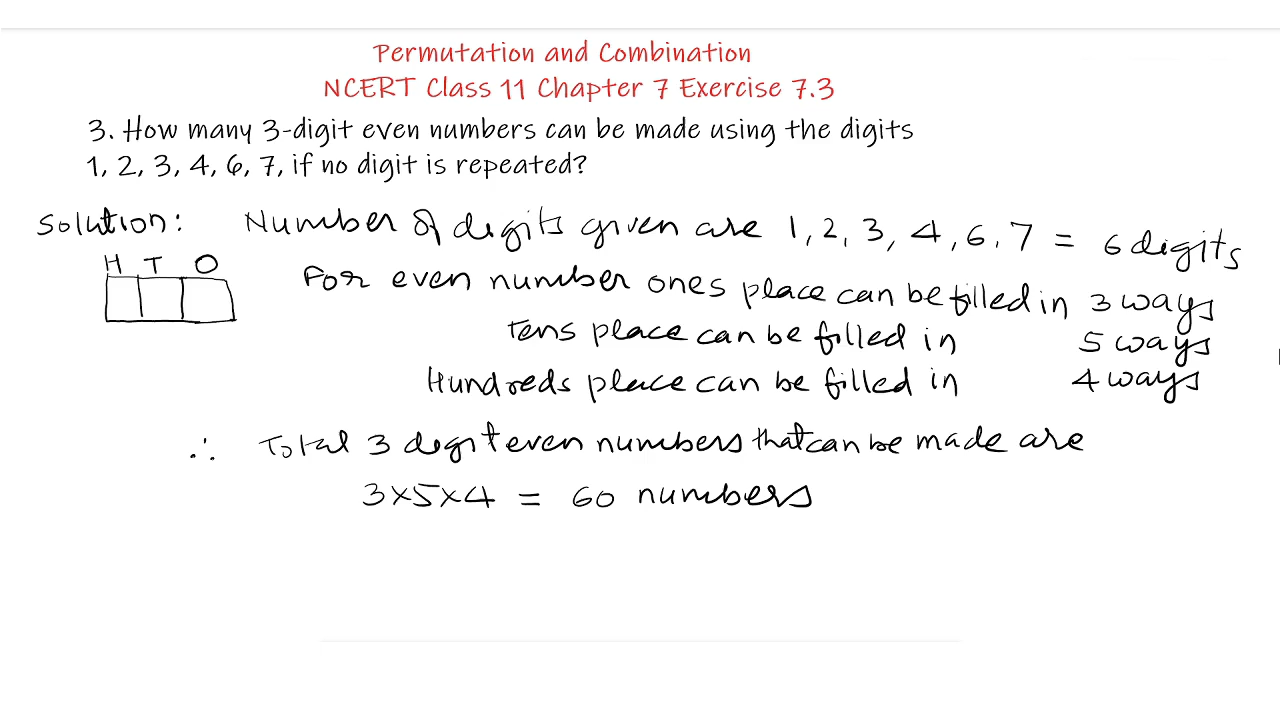 Permutation and Combination
NCERT Class 11 Chapter 7 Exercise 7.3
3. How many 3-digit even numbers can be made using the digits
1, 2, 3, 4, 6, 7, if no digit is repeated?
Solution: Number of digits given are 1, 2, 3, 4, 6, 7 = 6 digits
H T O
For even number ones place can be filled in 3 ways
Tens place can be filled in 5 ways
Hundreds place can be filled in 4 ways
∴ Total 3 digit even numbers that can be made are
3×5×4 = 60 numbers